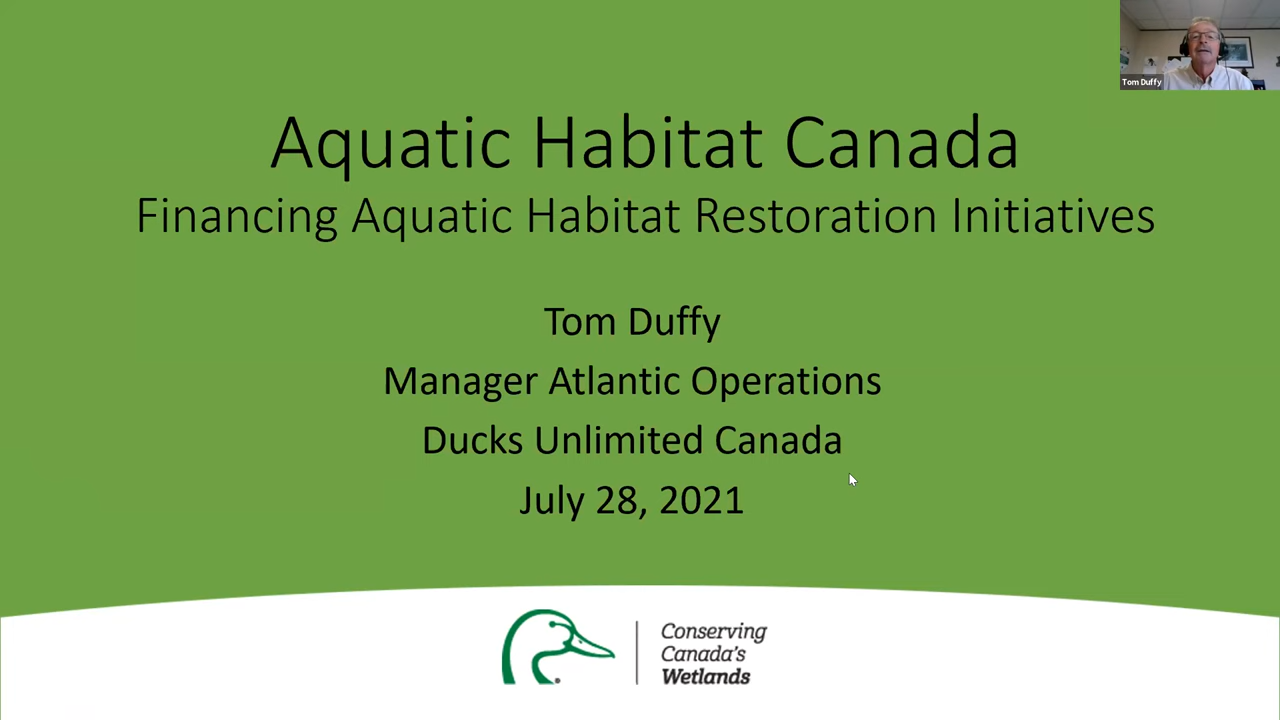 Tom Duffy
Aquatic Habitat Canada
Financing Aquatic Habitat Restoration Initiatives
Tom Duffy
Manager Atlantic Operations
Ducks Unlimited Canada
July 28, 2021
Conserving
Canada's
Wetlands